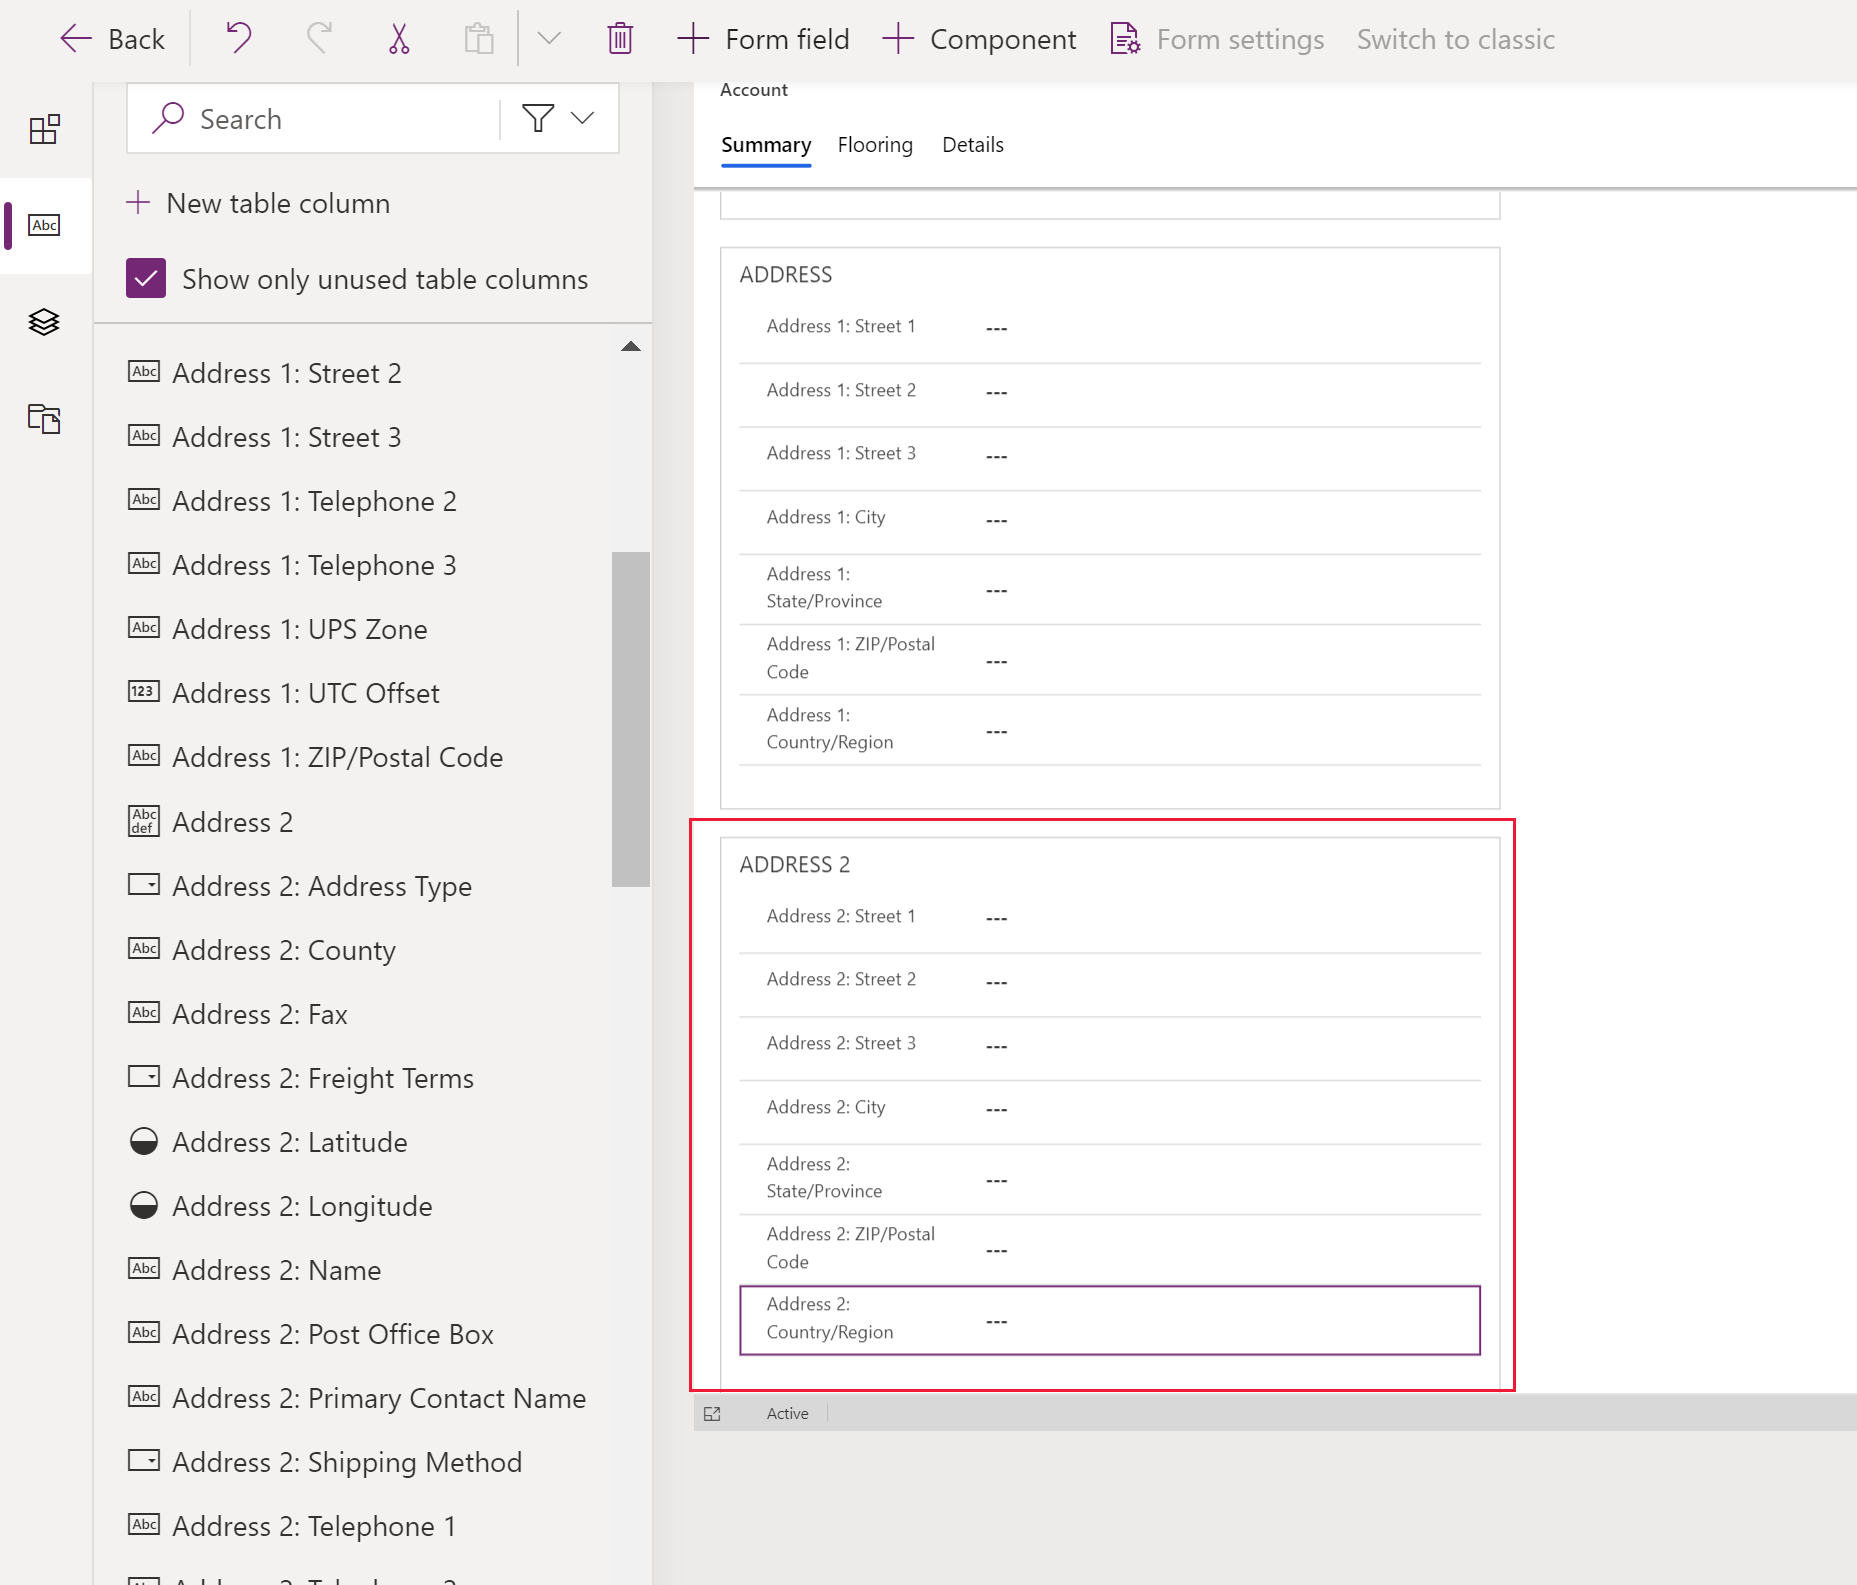 Back
Form field
Component
Form settings
Switch to classic
Search
New table column
Show only unused table columns
Abc
Abc Address 1: Street 2
Abc Address 1: Street 3
Abc Address 1: Telephone 2
Abc Address 1: Telephone 3
Abc Address 1: UPS Zone
123 Address 1: UTC Offset
Abc Address 1: ZIP/Postal Code
Abc
def Address 2
Address 2: Address Type
Abc Address 2: County
Abc Address 2: Fax
Address 2: Freight Terms
Address 2: Latitude
Address 2: Longitude
Abc Address 2: Name
Abc Address 2: Post Office Box
Abc Address 2: Primary Contact Name
Address 2: Shipping Method
Abc Address 2: Telephone 1
Account
Summary
Flooring
Details
ADDRESS
Address 1: Street 1 ---
Address 1: Street 2 ---
Address 1: Street 3 ---
Address 1: City ---
Address 1:
State/Province ---
Address 1: ZIP/Postal
Code ---
Address 1:
Country/Region ---
ADDRESS 2
Address 2: Street 1 ---
Address 2: Street 2 ---
Address 2: Street 3 ---
Address 2: City ---
Address 2:
State/Province ---
Address 2: ZIP/Postal
Code ---
Address 2:
Country/Region ---
Active